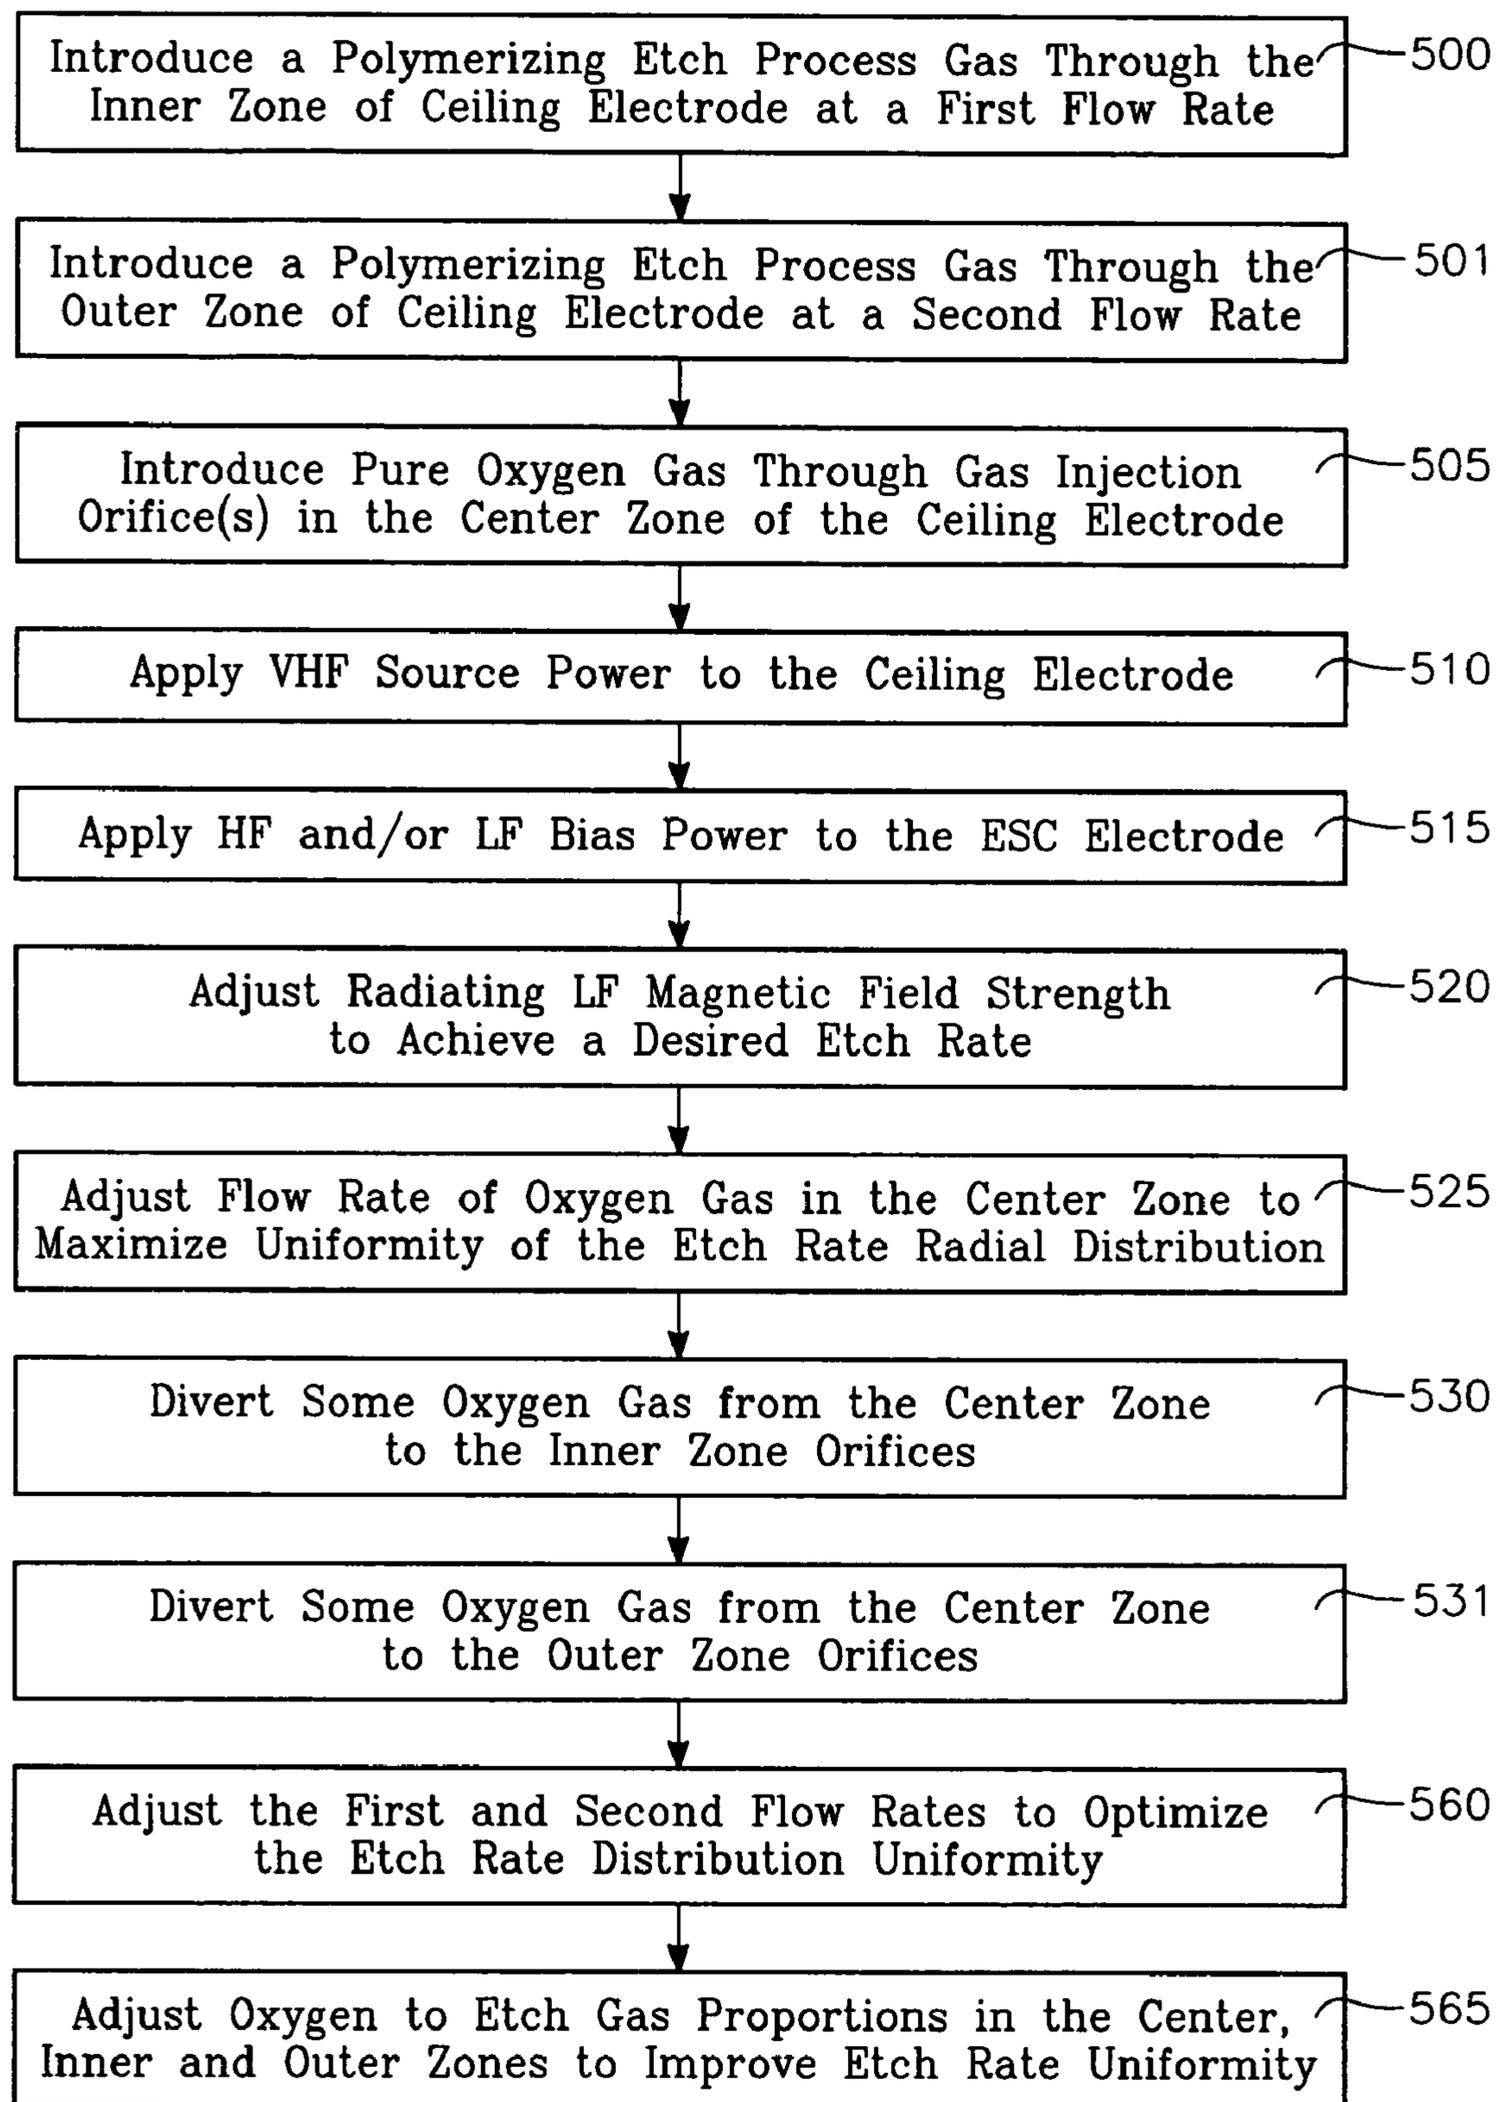 Introduce a Polymerizing Etch Process Gas Through the
Inner Zone of Ceiling Electrode at a First Flow Rate
500
Introduce a Polymerizing Etch Process Gas Through the
Outer Zone of Ceiling Electrode at a Second Flow Rate
501
Introduce Pure Oxygen Gas Through Gas Injection
Orifice(s) in the Center Zone of the Ceiling Electrode
505
Apply VHF Source Power to the Ceiling Electrode
510
Apply HF and/or LF Bias Power to the ESC Electrode
515
Adjust Radiating LF Magnetic Field Strength
to Achieve a Desired Etch Rate
520
Adjust Flow Rate of Oxygen Gas in the Center Zone to
Maximize Uniformity of the Etch Rate Radial Distribution
525
Divert Some Oxygen Gas from the Center Zone
to the Inner Zone Orifices
530
Divert Some Oxygen Gas from the Center Zone
to the Outer Zone Orifices
531
Adjust the First and Second Flow Rates to Optimize
the Etch Rate Distribution Uniformity
560
Adjust Oxygen to Etch Gas Proportions in the Center,
Inner and Outer Zones to Improve Etch Rate Uniformity
565